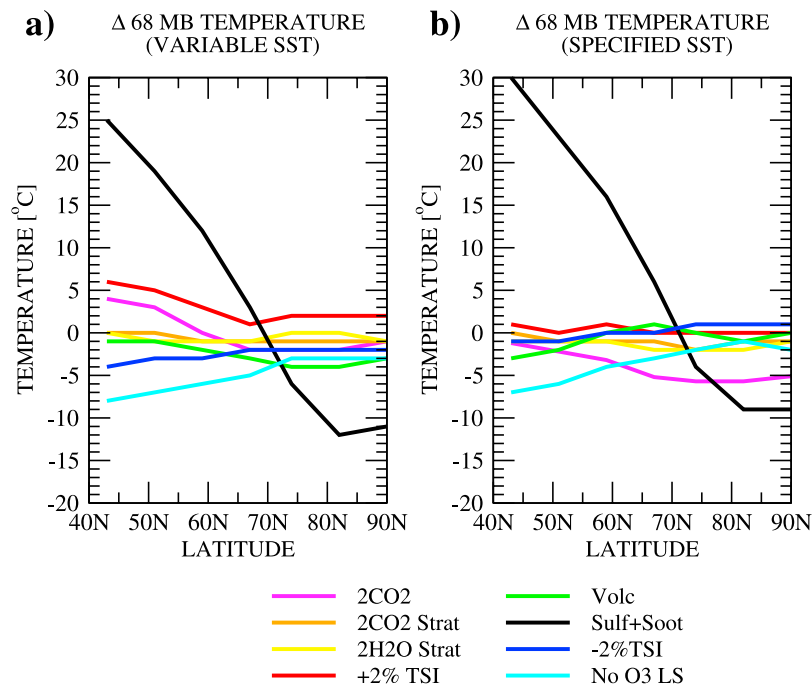 a)
Δ 68 MB TEMPERATURE
(VARIABLE SST)
b)
Δ 68 MB TEMPERATURE
(SPECIFIED SST)
TEMPERATURE [°C]
30
25
20
15
10
5
0
-5
-10
-15
-20
40N 50N 60N 70N 80N 90N
LATITUDE
TEMPERATURE [°C]
30
25
20
15
10
5
0
-5
-10
-15
-20
40N 50N 60N 70N 80N 90N
LATITUDE
2CO2
2CO2 Strat
2H2O Strat
+2% TSI
Volc
Sulf+Soot
-2%TSI
No O3 LS